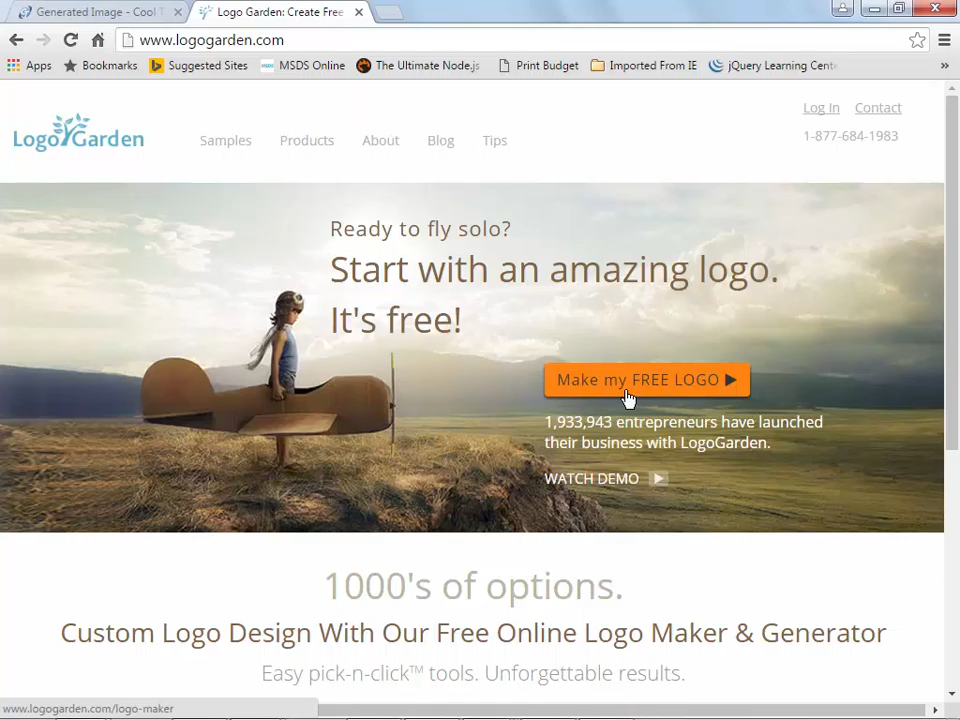 Generated Image - Cool T
Logo Garden: Create Free
www.logogarden.com
Apps
Bookmarks
Suggested Sites
MSDS Online
The Ultimate Node.js
Print Budget
Imported From IE
jQuery Learning Cente
»
Log In
Contact
Logo Garden
Samples
Products
About
Blog
Tips
1-877-684-1983
Ready to fly solo?
Start with an amazing logo.
It's free!
Make my FREE LOGO
1,933,943 entrepreneurs have launched
their business with LogoGarden.
WATCH DEMO
1000's of options.
Custom Logo Design With Our Free Online Logo Maker & Generator
Easy pick-n-click™ tools. Unforgettable results.
www.logogarden.com/logo-maker